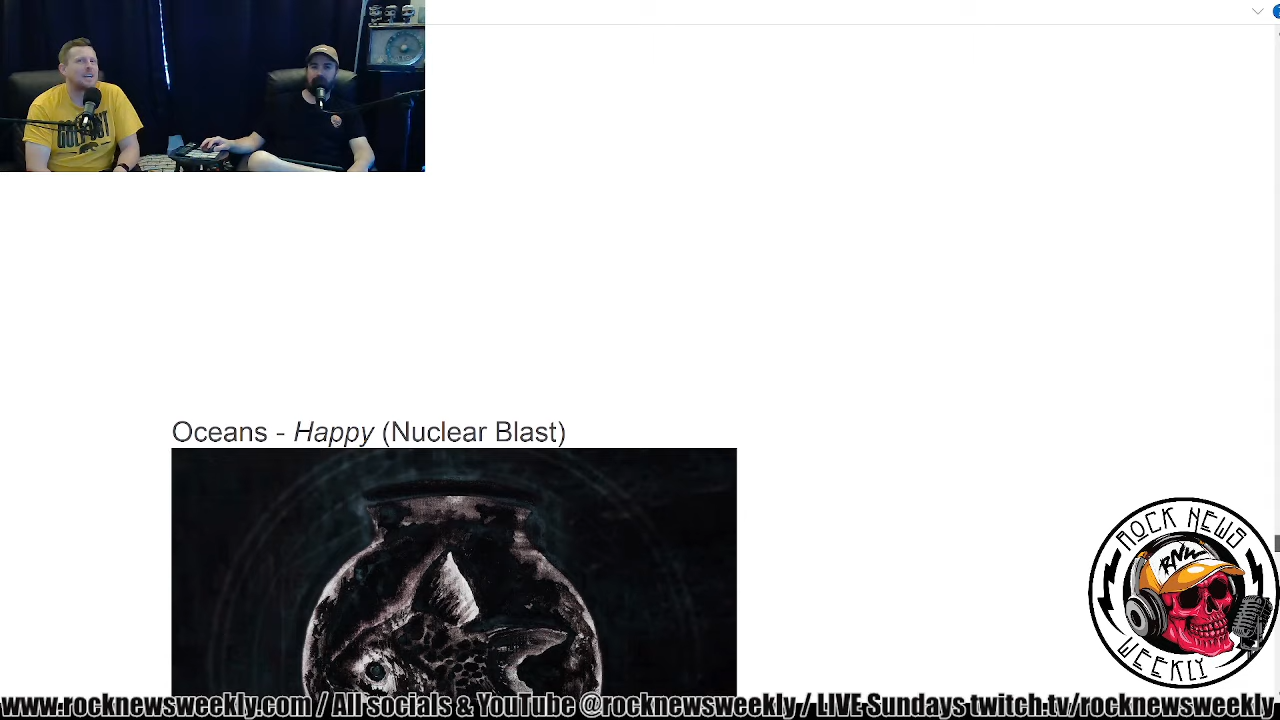 Oceans - Happy (Nuclear Blast)
ROCK NEWS
RNW
WEEKLY
www.rocknewsweekly.com / All socials & YouTube @rocknewsweekly / LIVE Sundays twitch.tv/rocknewsweekly